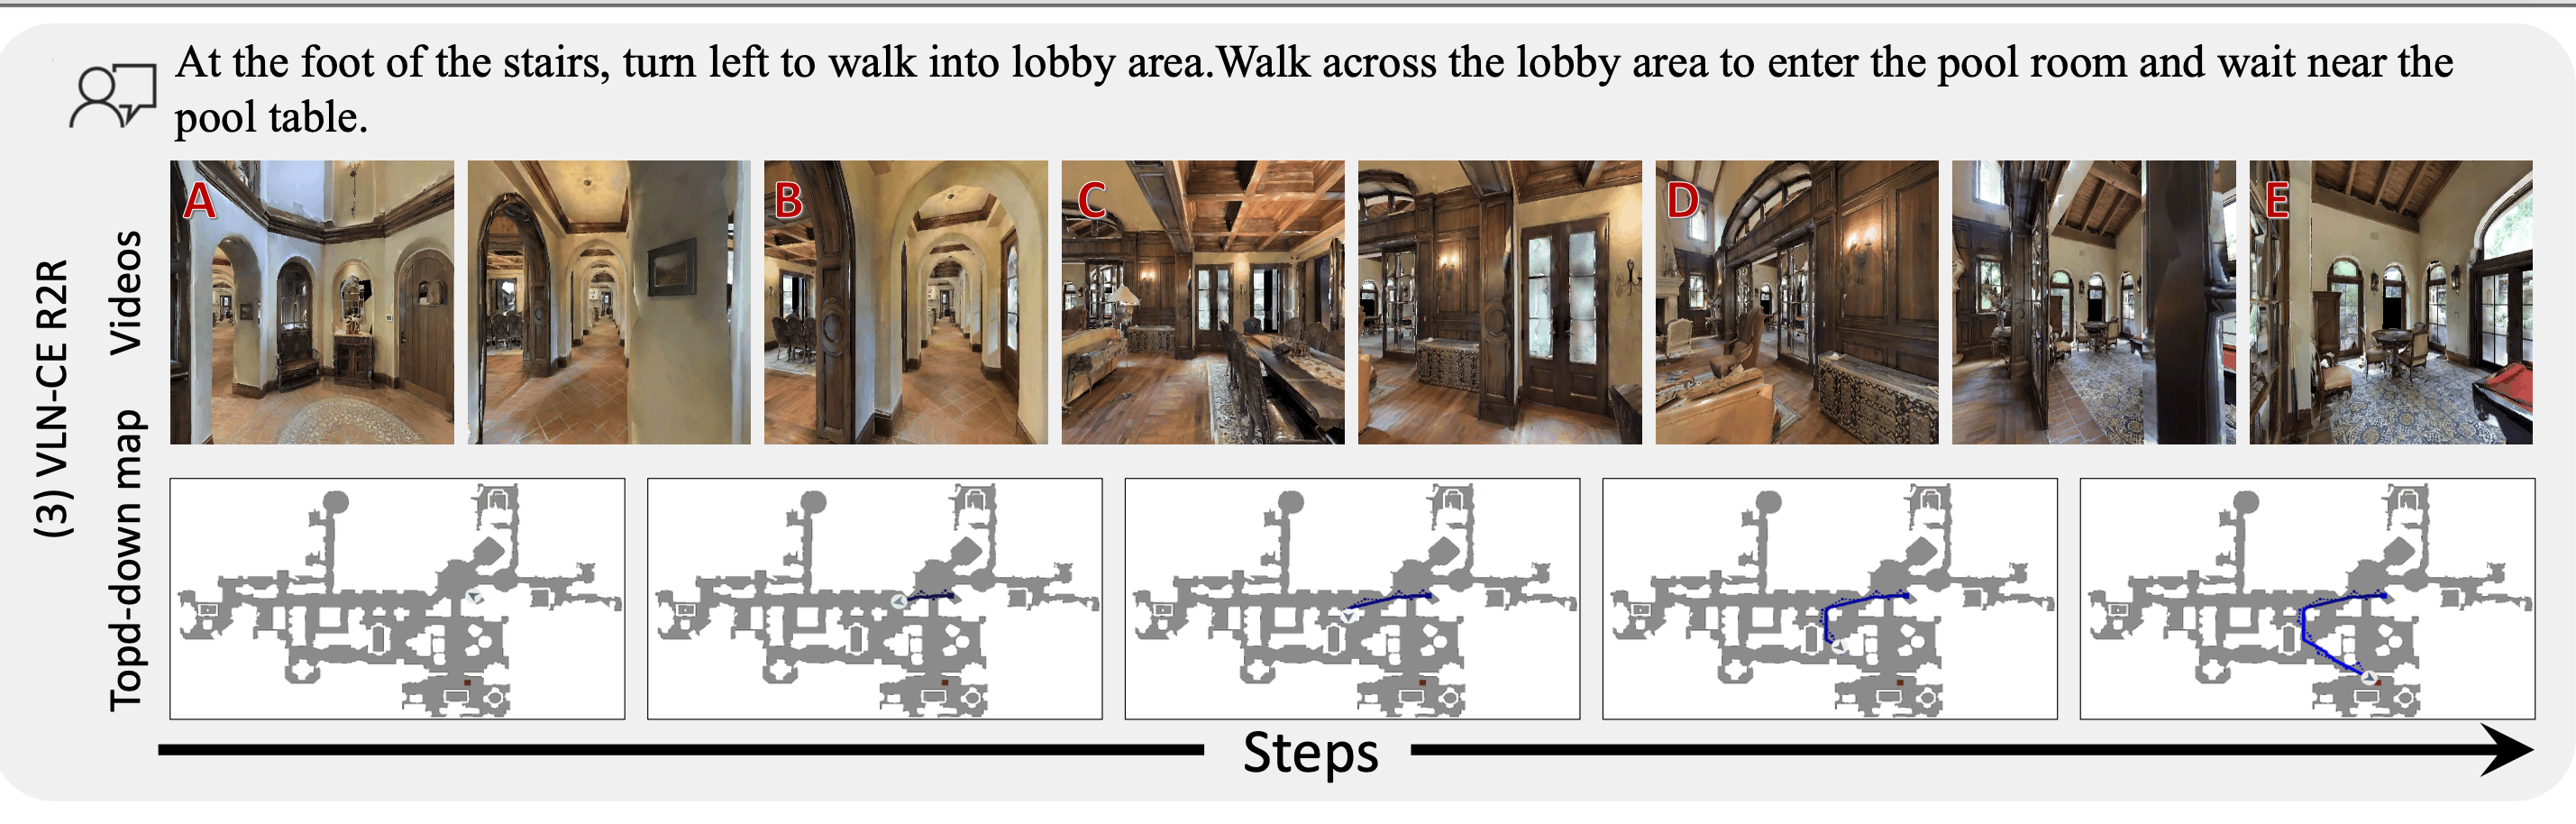 At the foot of the stairs, turn left to walk into lobby area.Walk across the lobby area to enter the pool room and wait near the
pool table.
(3) VLN-CE R2R
Videos
A
B
C
D
E
Topd-down map
Steps